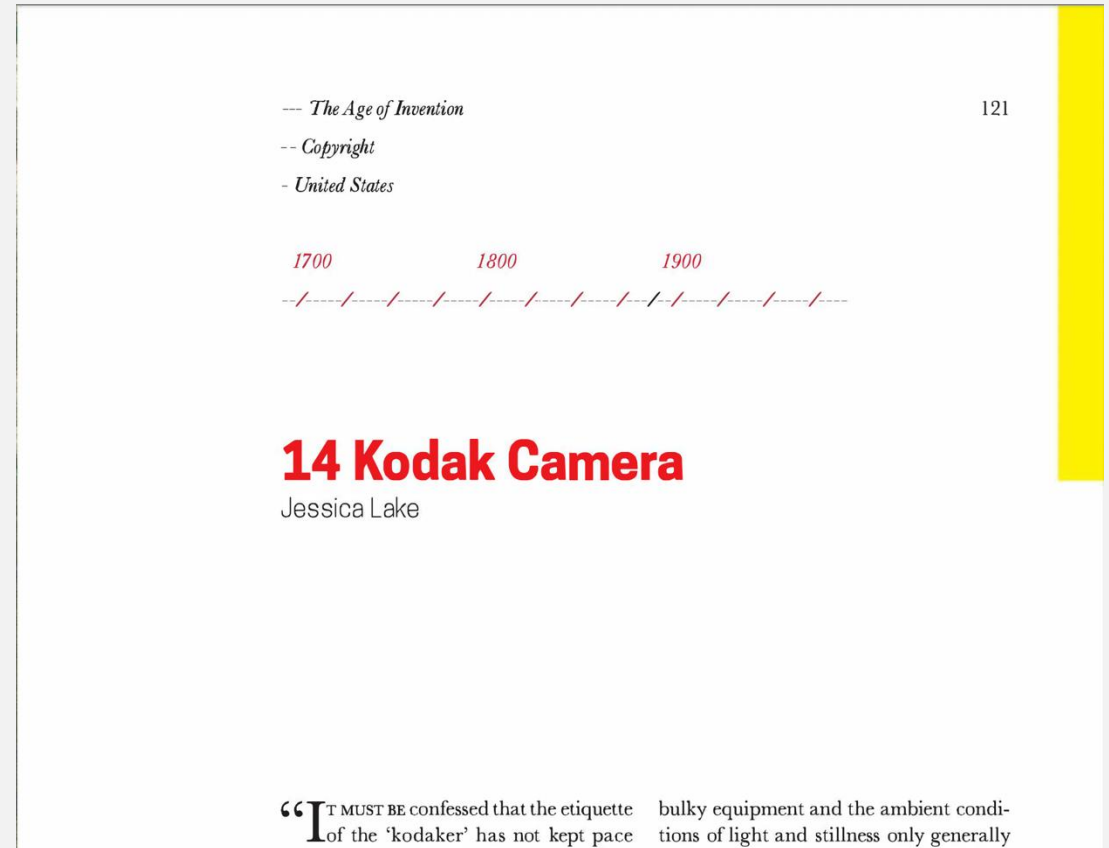 --- The Age of Invention
121
-- Copyright
- United States
1700 1800 1900
14 Kodak Camera
Jessica Lake
“IT MUST BE confessed that the etiquette
of the ‘kodaker’ has not kept pace
bulky equipment and the ambient condi-
tions of light and stillness only generally